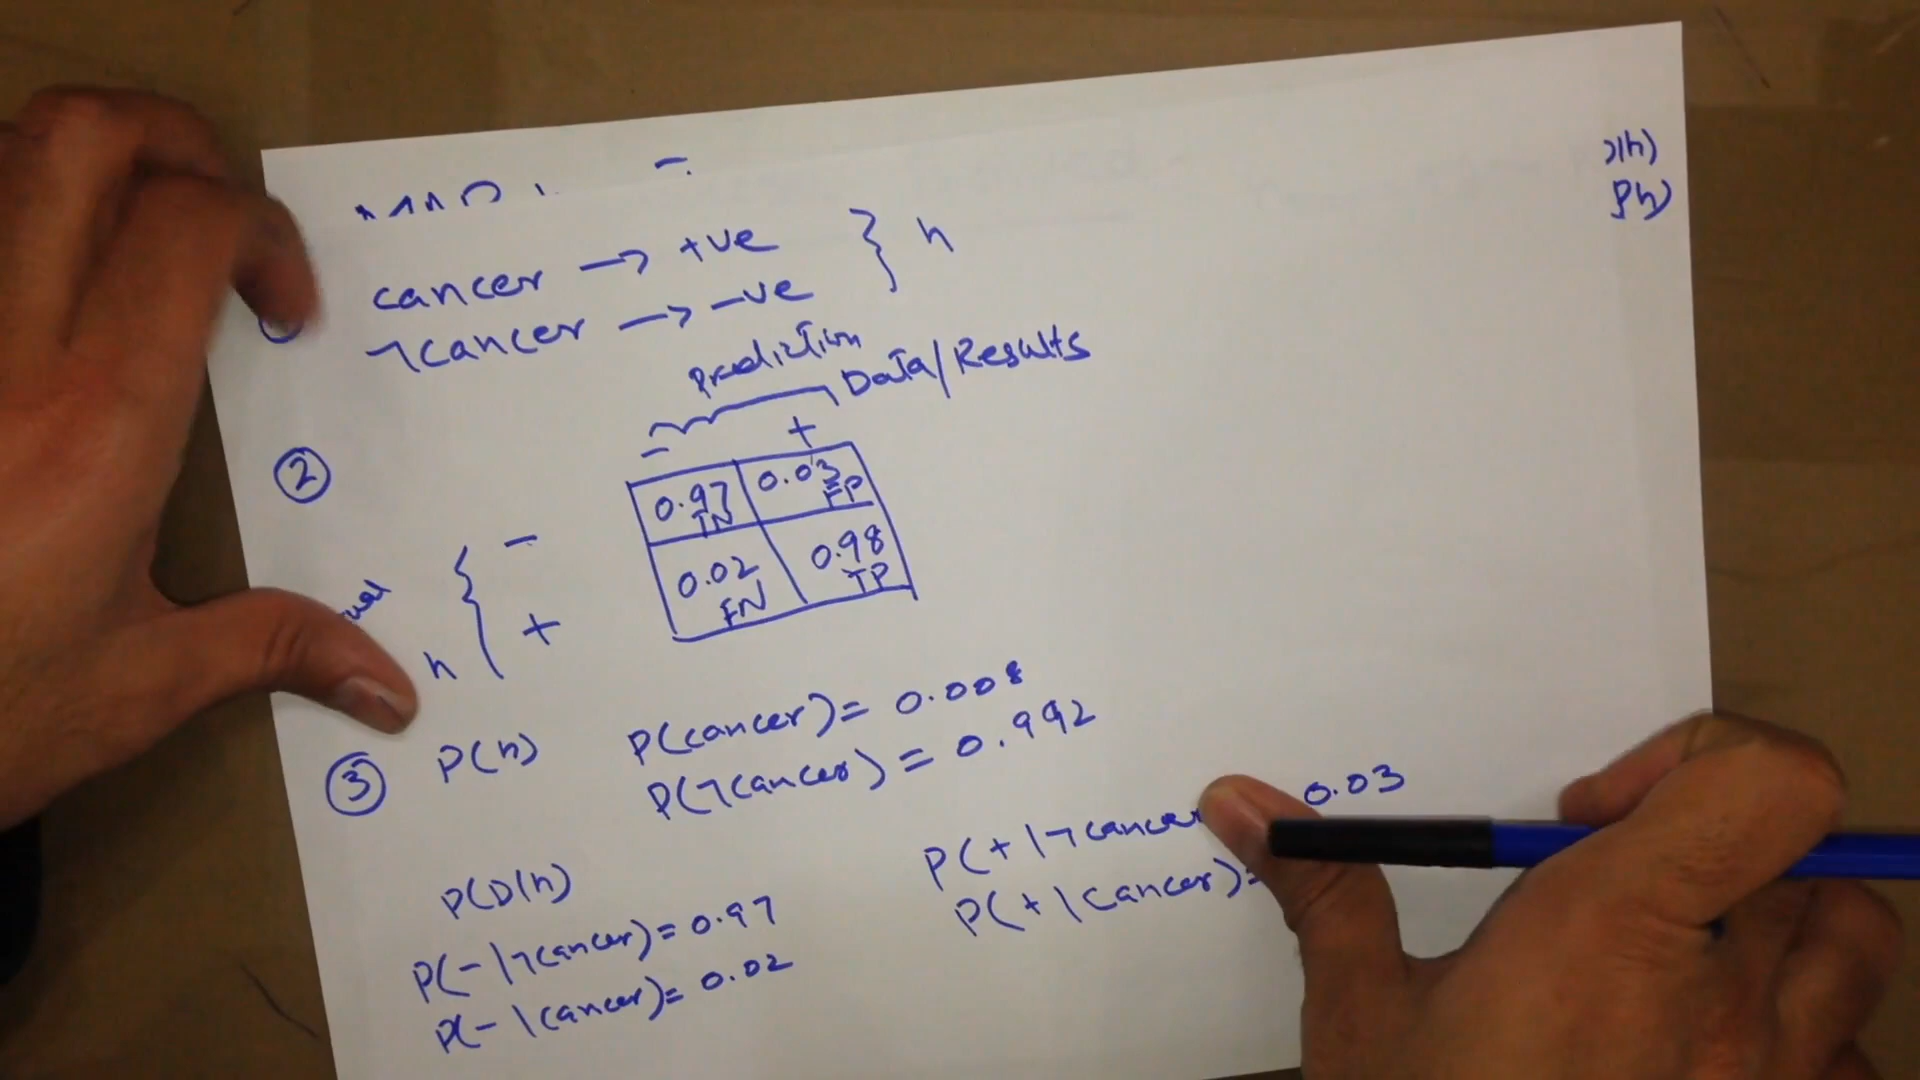 cancer → +ve } h
¬cancer → -ve
prediction
Data/Results
- +
②
0.97 TN 0.03 FP
0.02 FN 0.98 TP
{ -
+
h
③ P(h) P(cancer) = 0.008
P(¬cancer) = 0.992
P(D|h)
P(-|¬cancer) = 0.97
P(-|cancer) = 0.02
P(+|¬cancer 0.03
P(+|cancer) =
|h)
h)